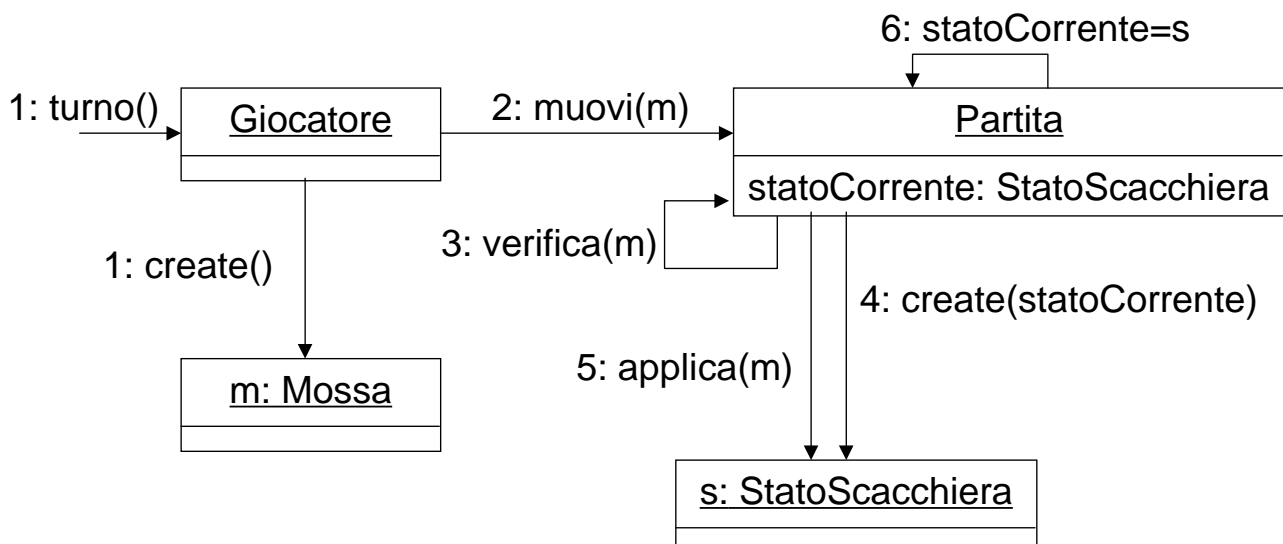 6: statoCorrente=s
1: turno()
Giocatore
2: muovi(m)
Partita
statoCorrente: StatoScacchiera
3: verifica(m)
1: create()
4: create(statoCorrente)
5: applica(m)
m: Mossa
s: StatoScacchiera